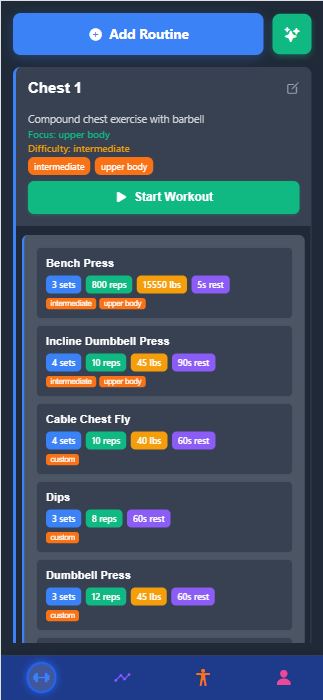 Add Routine
Chest 1
Compound chest exercise with barbell
Focus: upper body
Difficulty: intermediate
intermediate upper body
Start Workout
Bench Press
3 sets 800 reps 15550 lbs 5s rest
intermediate upper body
Incline Dumbbell Press
4 sets 10 reps 45 lbs 90s rest
intermediate upper body
Cable Chest Fly
4 sets 10 reps 40 lbs 60s rest
custom
Dips
3 sets 8 reps 60s rest
custom
Dumbbell Press
3 sets 12 reps 45 lbs 60s rest
custom